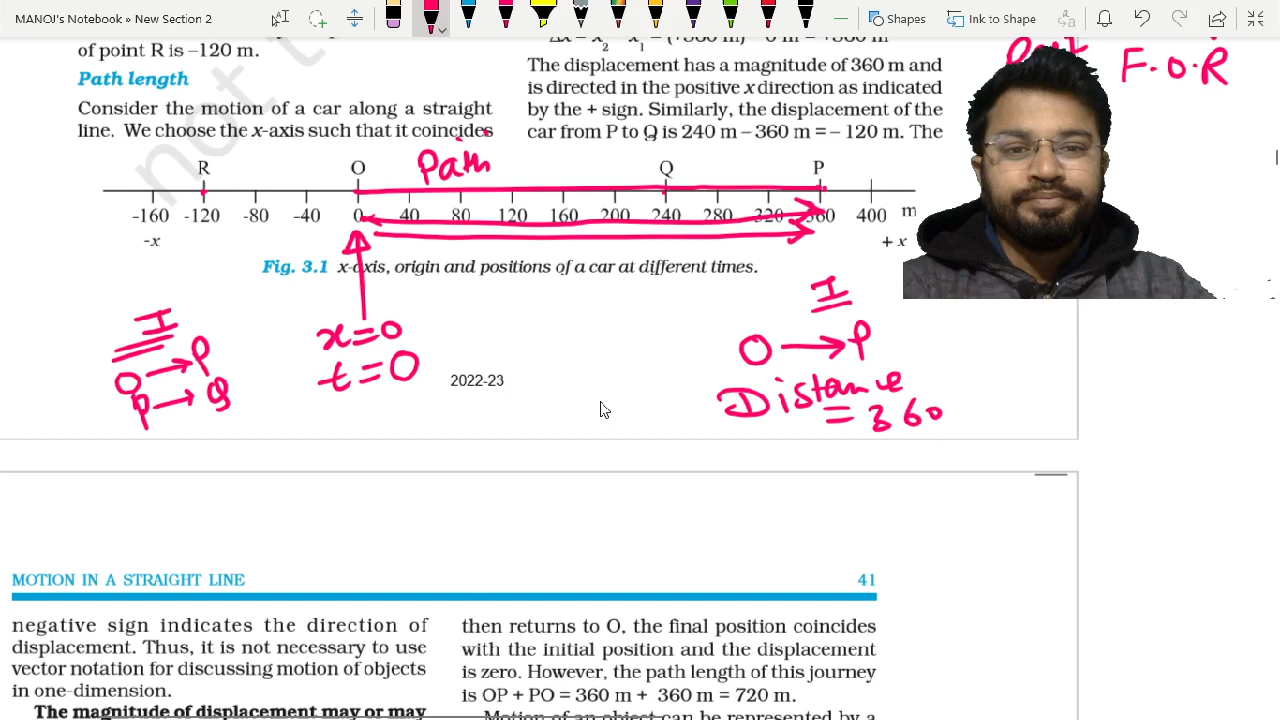 MANOJ's Notebook » New Section 2
Shapes
Ink to Shape
of point R is –120 m.
Path length
Consider the motion of a car along a straight
line. We choose the x-axis such that it coincides
The displacement has a magnitude of 360 m and
is directed in the positive x direction as indicated
by the + sign. Similarly, the displacement of the
car from P to Q is 240 m – 360 m = – 120 m. The
F.O.R
Path
R O Q P
-160 -120 -80 -40 0 40 80 120 160 200 240 280 320 360 400 m
-x + x
Fig. 3.1 x-axis, origin and positions of a car at different times.
I
O → P
P → Q
x = 0
t = 0
2022-23
I
O → P
Distance
= 360
MOTION IN A STRAIGHT LINE 41
negative sign indicates the direction of
displacement. Thus, it is not necessary to use
vector notation for discussing motion of objects
in one-dimension.
The magnitude of displacement may or may
then returns to O, the final position coincides
with the initial position and the displacement
is zero. However, the path length of this journey
is OP + PO = 360 m + 360 m = 720 m.
Motion of an object can be represented by a